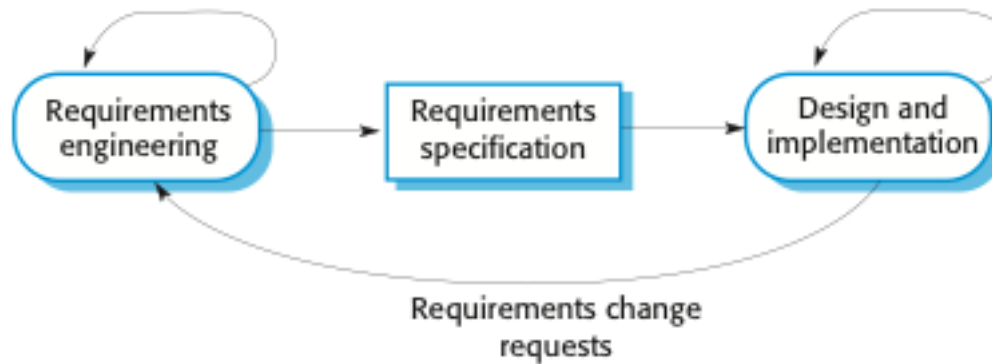 Requirements
engineering
Requirements
specification
Design and
implementation
Requirements change
requests